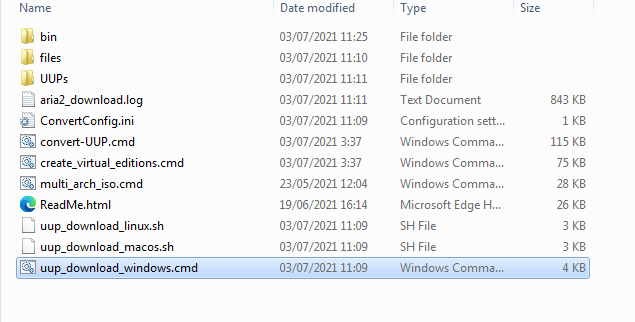 Name Date modified Type Size
bin 03/07/2021 11:25 File folder
files 03/07/2021 11:10 File folder
UUPs 03/07/2021 11:11 File folder
aria2_download.log 03/07/2021 11:11 Text Document 843 KB
ConvertConfig.ini 03/07/2021 11:09 Configuration sett... 1 KB
convert-UUP.cmd 03/07/2021 3:37 Windows Comma... 115 KB
create_virtual_editions.cmd 03/07/2021 3:37 Windows Comma... 75 KB
multi_arch_iso.cmd 23/05/2021 12:04 Windows Comma... 28 KB
ReadMe.html 19/06/2021 16:14 Microsoft Edge H... 26 KB
uup_download_linux.sh 03/07/2021 11:09 SH File 3 KB
uup_download_macos.sh 03/07/2021 11:09 SH File 3 KB
uup_download_windows.cmd 03/07/2021 11:09 Windows Comma... 4 KB